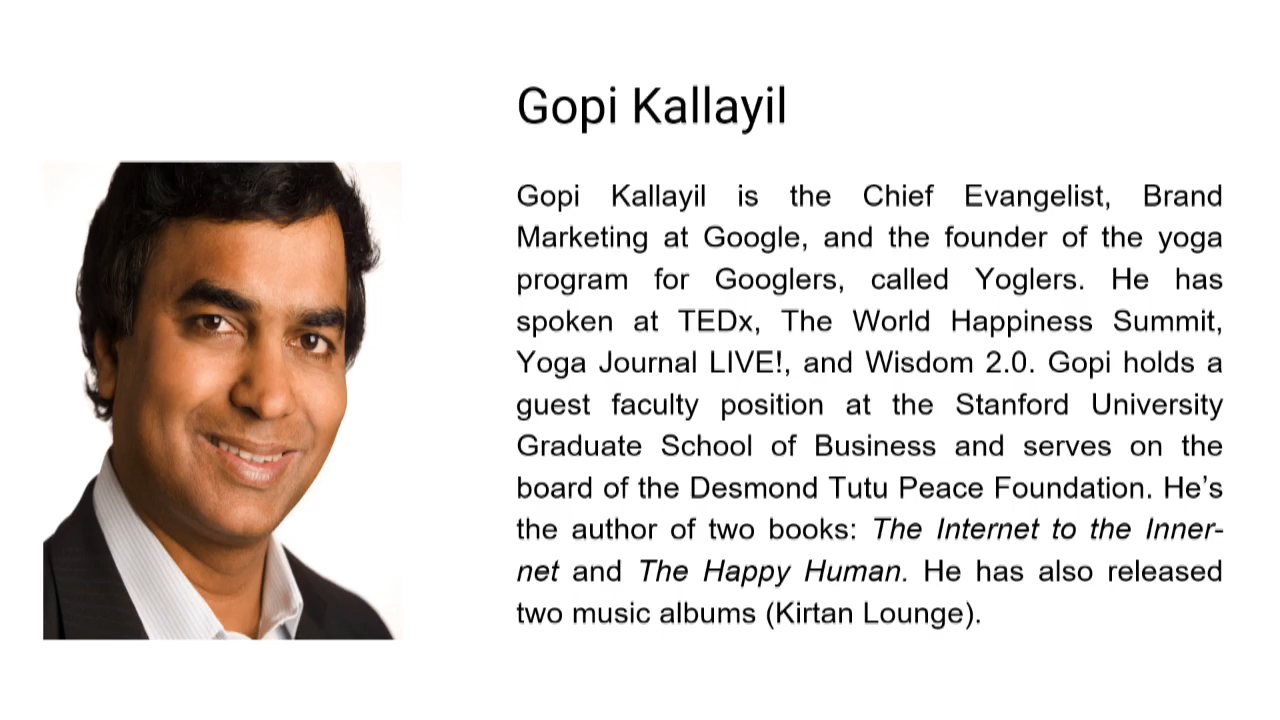 Gopi Kallayil
Gopi Kallayil is the Chief Evangelist, Brand
Marketing at Google, and the founder of the yoga
program for Googlers, called Yoglers. He has
spoken at TEDx, The World Happiness Summit,
Yoga Journal LIVE!, and Wisdom 2.0. Gopi holds a
guest faculty position at the Stanford University
Graduate School of Business and serves on the
board of the Desmond Tutu Peace Foundation. He’s
the author of two books: The Internet to the Inner-
net and The Happy Human. He has also released
two music albums (Kirtan Lounge).